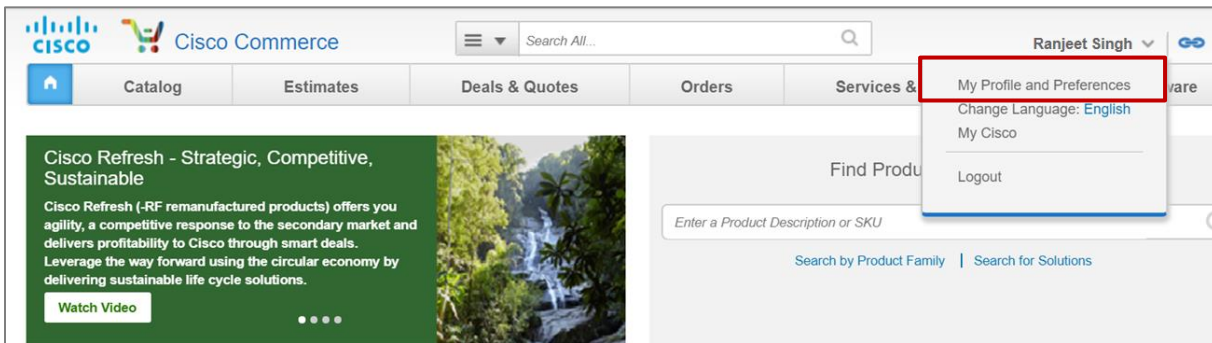 CISCO
Cisco Commerce
Search All...
Ranjeet Singh
Catalog
Estimates
Deals & Quotes
Orders
Services &
My Profile and Preferences
Change Language: English
My Cisco
Logout
Cisco Refresh - Strategic, Competitive,
Sustainable
Cisco Refresh (-RF remanufactured products) offers you
agility, a competitive response to the secondary market and
delivers profitability to Cisco through smart deals.
Leverage the way forward using the circular economy by
delivering sustainable life cycle solutions.
Watch Video
Find Produ
Enter a Product Description or SKU
Search by Product Family | Search for Solutions